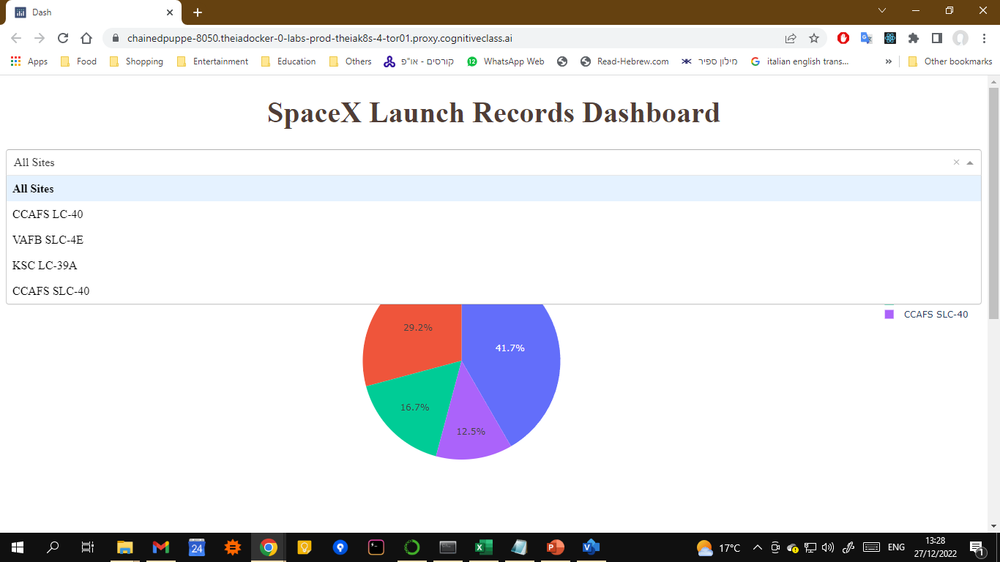 Dash
chainedpuppe-8050.theiadocker-0-labs-prod-theiak8s-4-tor01.proxy.cognitiveclass.ai
Apps Food Shopping Entertainment Education Others קורסים - או"פ 12 WhatsApp Web Read-Hebrew.com מילון ספיר italian english trans... » Other bookmarks
SpaceX Launch Records Dashboard
All Sites
All Sites
CCAFS LC-40
VAFB SLC-4E
KSC LC-39A
CCAFS SLC-40
CCAFS SLC-40
29.2%
41.7%
16.7%
12.5%
24
17°C ENG 13:28
27/12/2022 1